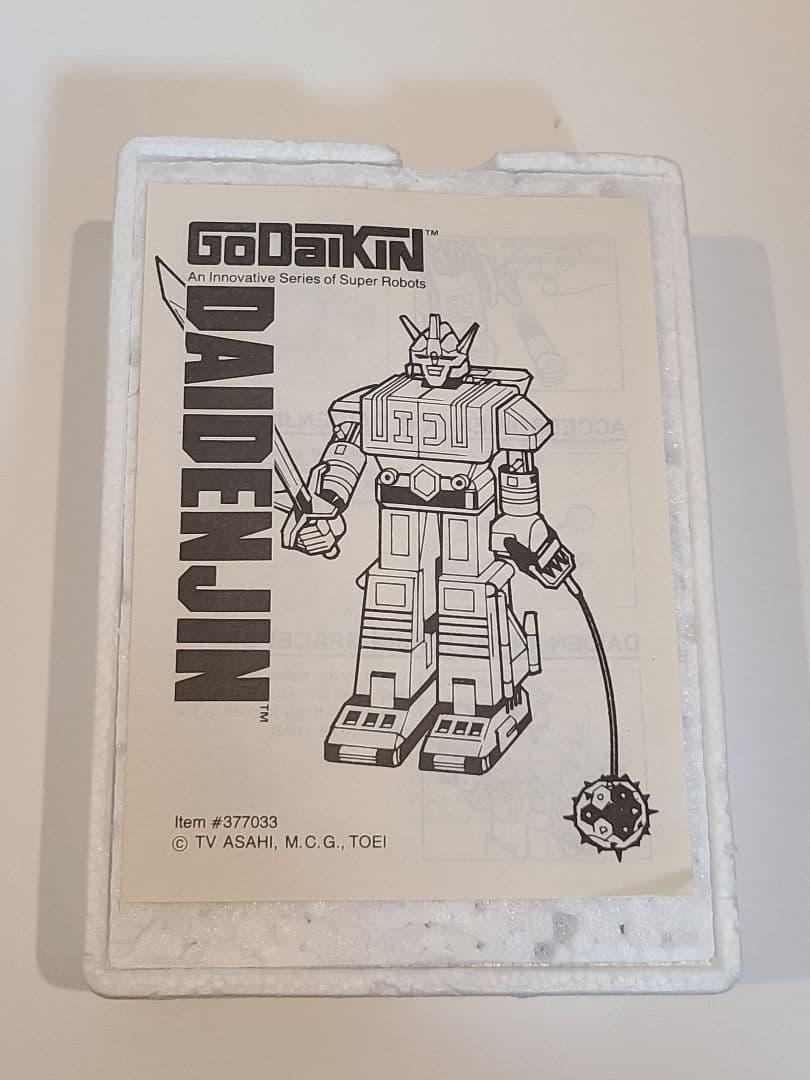 GoDaiKiN™
An Innovative Series of Super Robots
DAIDENJIN™
Item #377033
© TV ASAHI, M.C.G., TOEI